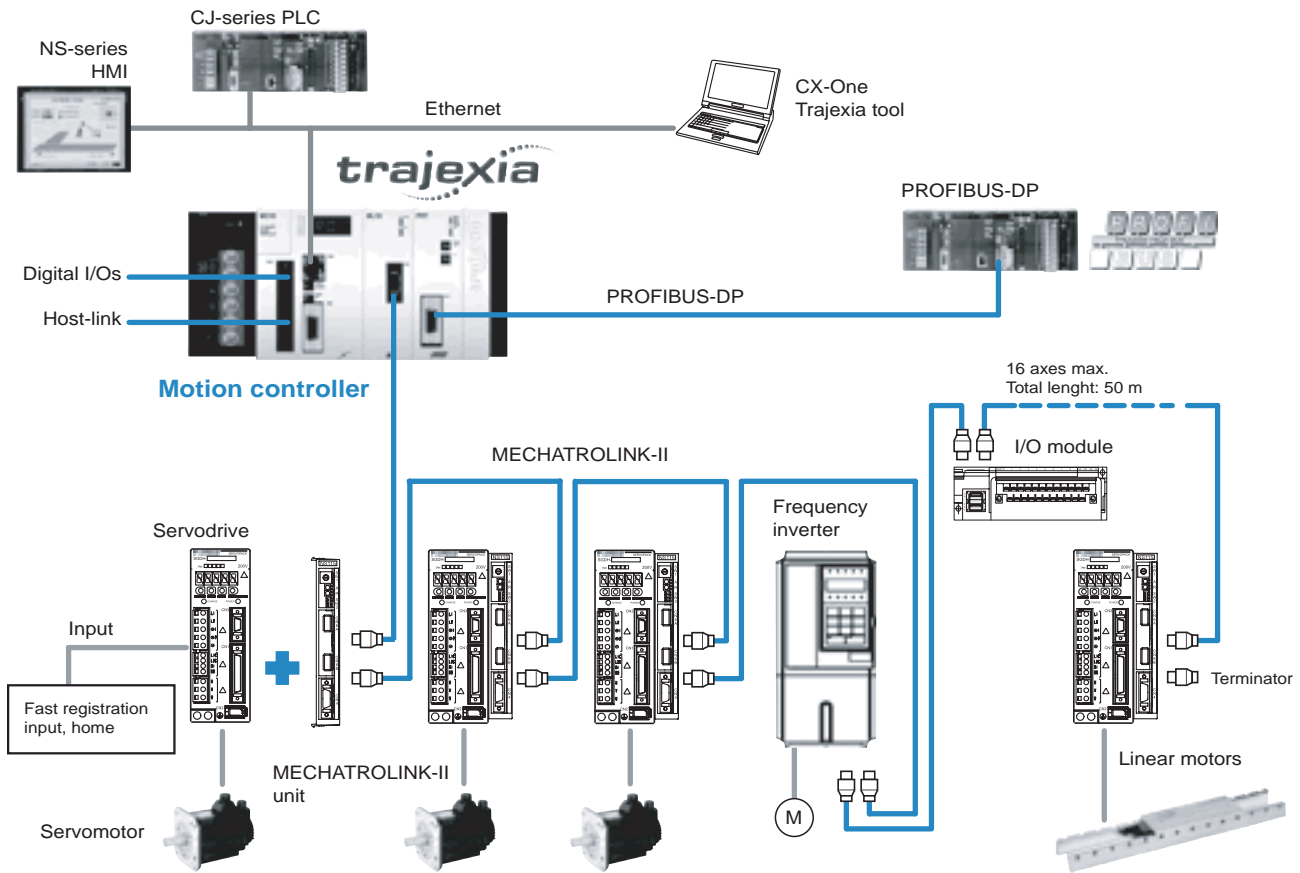 CJ-series PLC
NS-series
HMI
Ethernet
CX-One
Trajexia tool
trajexia
PROFIBUS-DP
Digital I/Os
Host-link
PROFIBUS-DP
Motion controller
16 axes max.
Total lenght: 50 m
MECHATROLINK-II
I/O module
Servodrive
Frequency
inverter
Input
Fast registration
input, home
Terminator
MECHATROLINK-II
unit
Linear motors
Servomotor
M